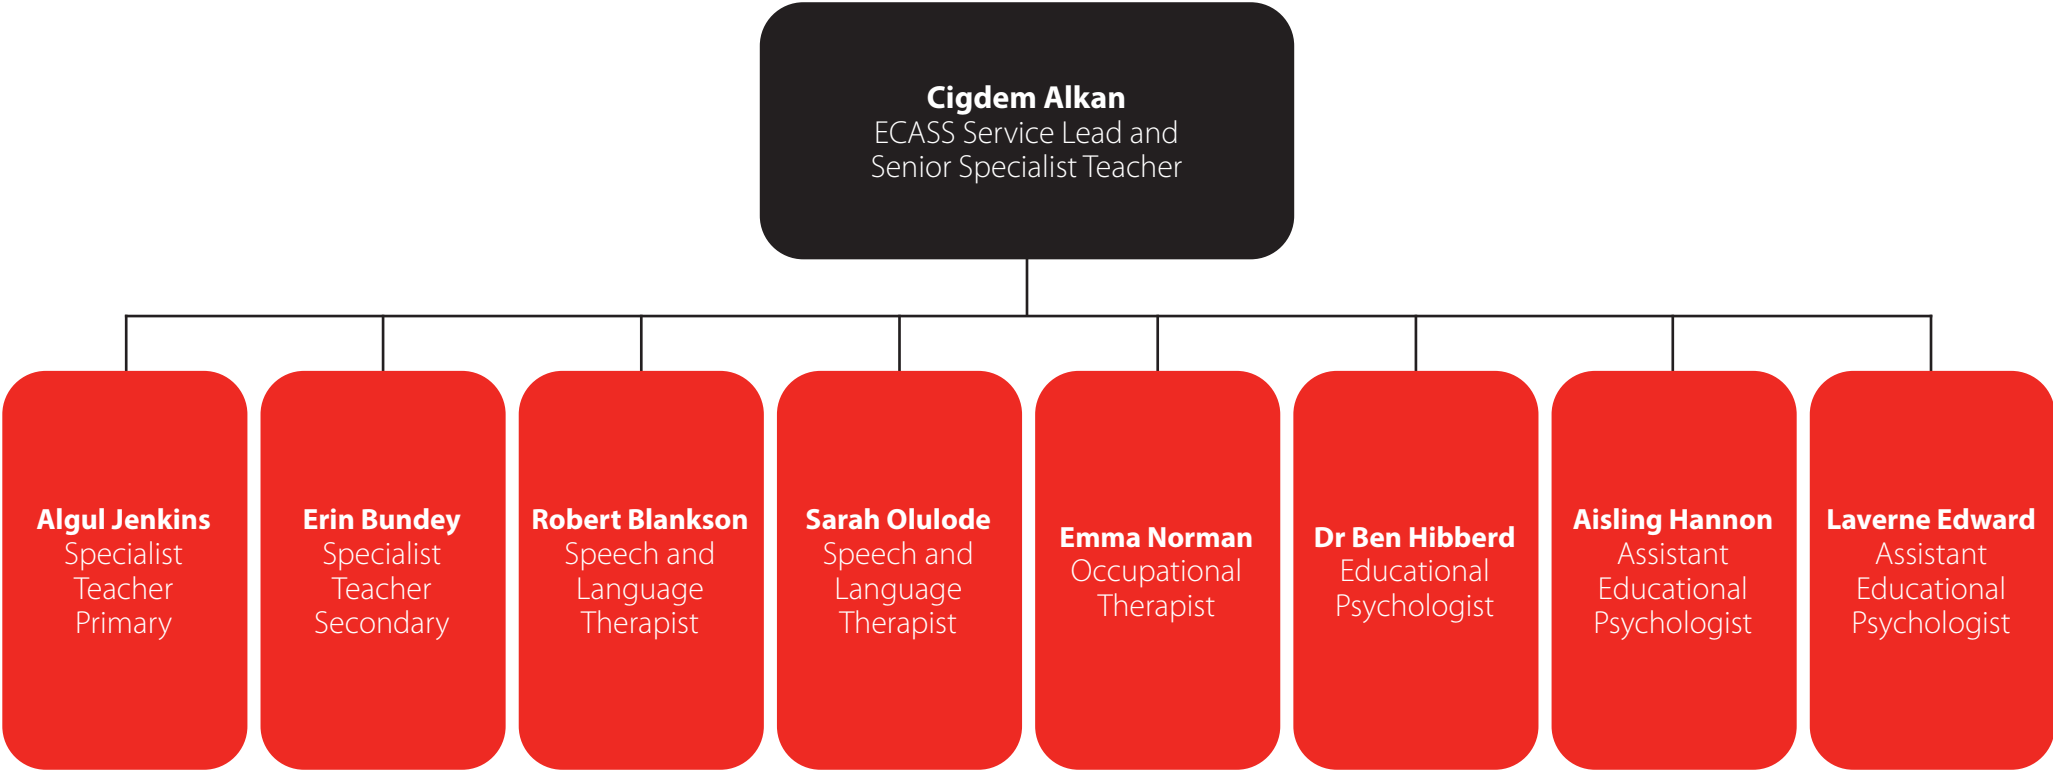 Cigdem Alkan
ECASS Service Lead and
Senior Specialist Teacher
Algul Jenkins
Specialist
Teacher
Primary
Erin Bundey
Specialist
Teacher
Secondary
Robert Blankson
Speech and
Language
Therapist
Sarah Olulode
Speech and
Language
Therapist
Emma Norman
Occupational
Therapist
Dr Ben Hibberd
Educational
Psychologist
Aisling Hannon
Assistant
Educational
Psychologist
Laverne Edward
Assistant
Educational
Psychologist